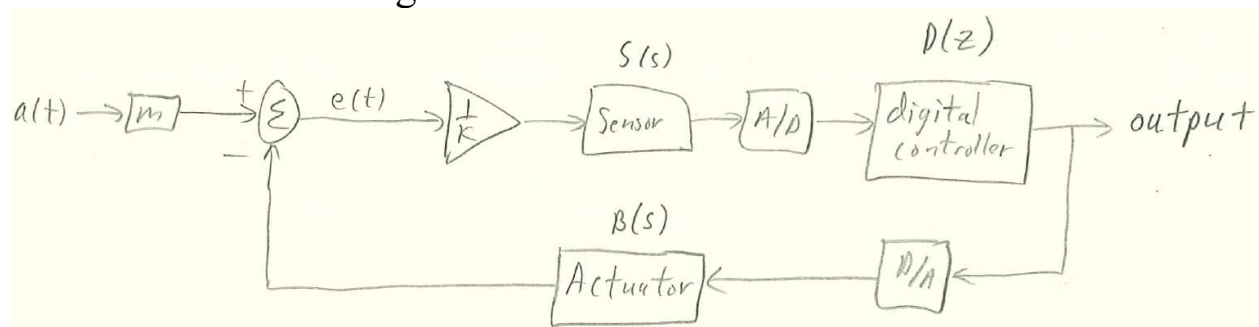 S(s)
D(z)
a(t)
m
+
Σ
−
e(t)
1/K
Sensor
A/D
digital
controller
output
B(s)
Actuator
D/A